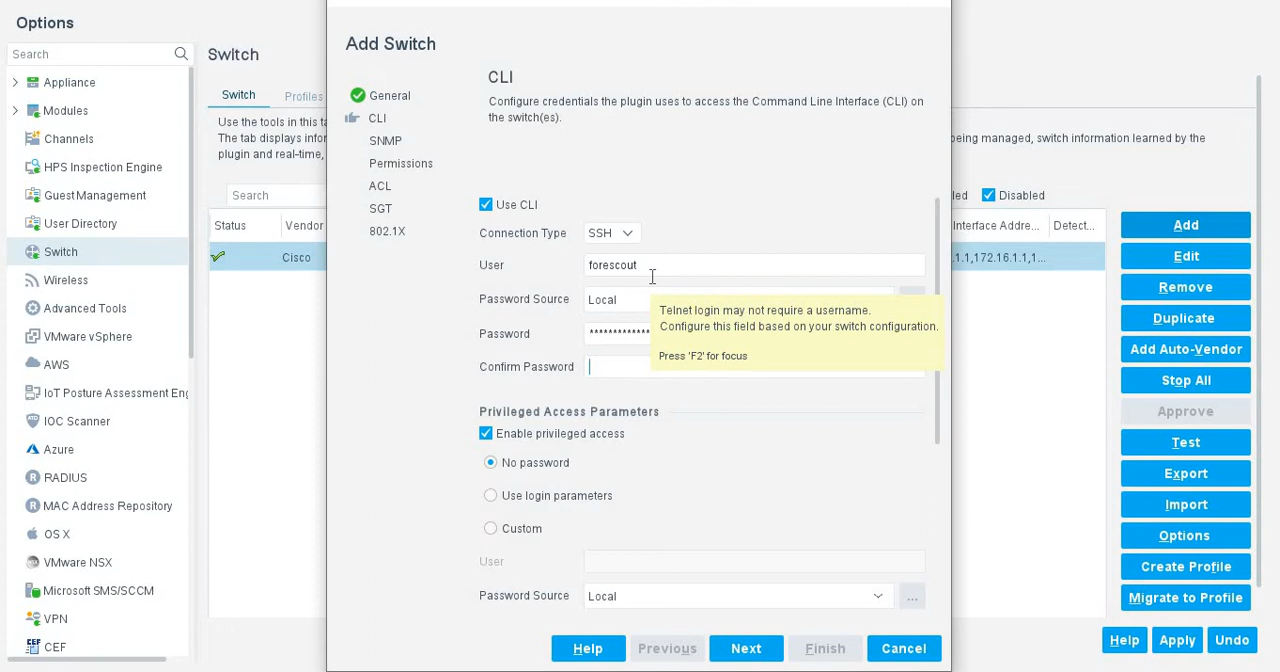 Options
Search
Appliance
Modules
Channels
HPS Inspection Engine
Guest Management
User Directory
Switch
Wireless
Advanced Tools
VMware vSphere
AWS
IoT Posture Assessment Eng
IOC Scanner
Azure
RADIUS
MAC Address Repository
OS X
VMware NSX
Microsoft SMS/SCCM
VPN
CEF
Switch
Switch Profiles
Use the tools in this ta
The tab displays infor
plugin and real-time,
Search
Status Vendor
Cisco
Add Switch
General
CLI
SNMP
Permissions
ACL
SGT
802.1X
CLI
Configure credentials the plugin uses to access the Command Line Interface (CLI) on
the switch(es).
Use CLI
Connection Type SSH
User forescout
Password Source Local
Telnet login may not require a username.
Configure this field based on your switch configuration.
Press 'F2' for focus
Password *************
Confirm Password
Privileged Access Parameters
Enable privileged access
No password
Use login parameters
Custom
User
Password Source Local ...
Help Previous Next Finish Cancel
being managed, switch information learned by the
led Disabled
Interface Addre... Detect...
.1.1,172.16.1.1,1...
Add
Edit
Remove
Duplicate
Add Auto-Vendor
Stop All
Approve
Test
Export
Import
Options
Create Profile
Migrate to Profile
Help Apply Undo